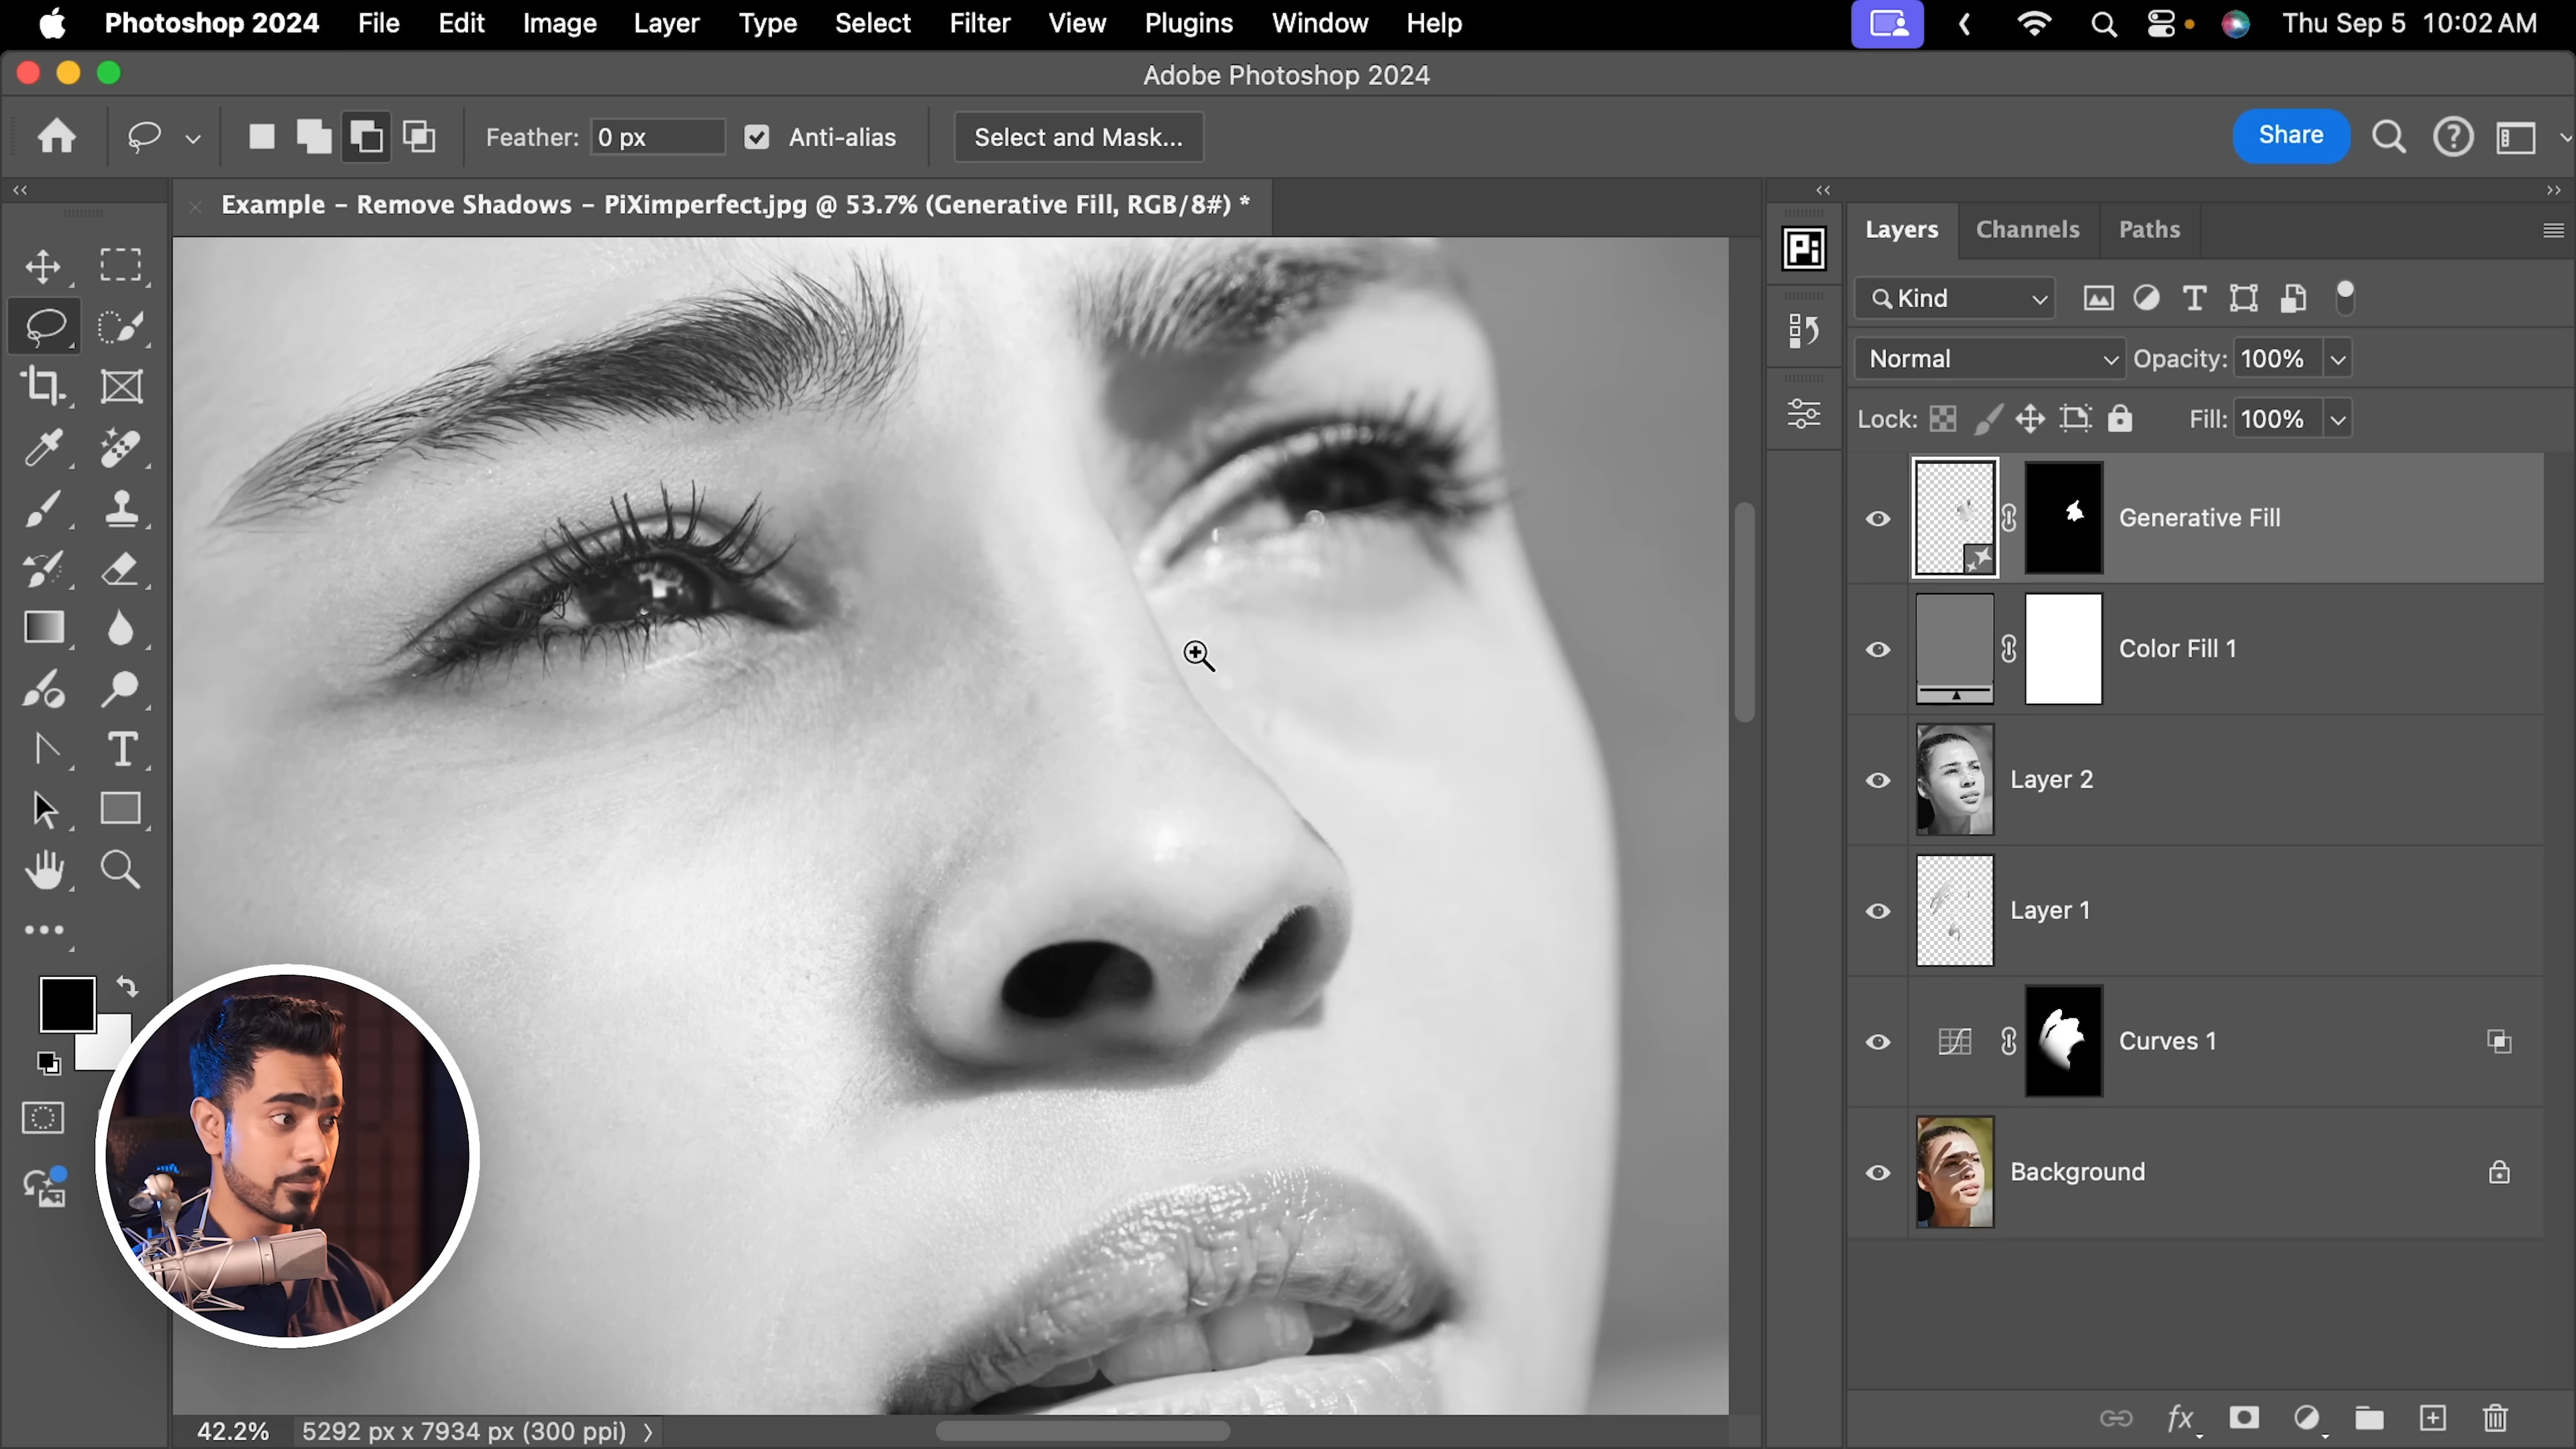 Photoshop 2024 File Edit Image Layer Type Select Filter View Plugins Window Help Thu Sep 5 10:02 AM
Adobe Photoshop 2024
Feather: 0 px Anti-alias Select and Mask... Share
Example - Remove Shadows - PiXimperfect.jpg @ 53.7% (Generative Fill, RGB/8#) *
Layers Channels Paths
Pi
Kind
Normal Opacity: 100%
Lock: Fill: 100%
Generative Fill
Color Fill 1
Layer 2
Layer 1
Curves 1
Background
42.2% 5292 px x 7934 px (300 ppi)
fx